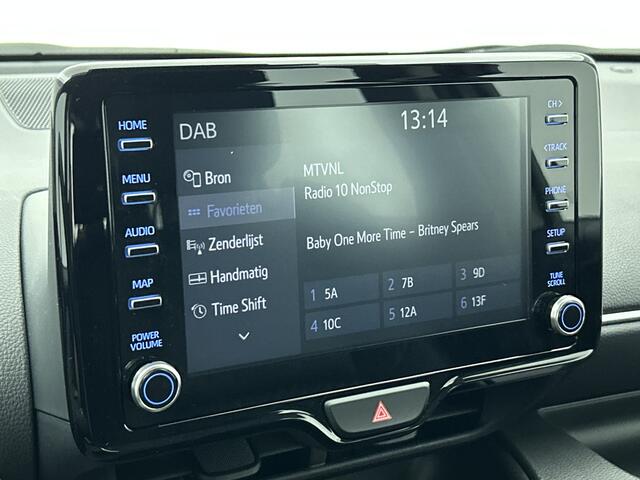 HOME
MENU
AUDIO
MAP
POWER
VOLUME
DAB
13:14
Bron
Favorieten
Zenderlijst
Handmatig
Time Shift
MTVNL
Radio 10 NonStop
Baby One More Time - Britney Spears
1 5A
2 7B
3 9D
4 10C
5 12A
6 13F
CH >
< TRACK
PHONE
SETUP
TUNE
SCROLL